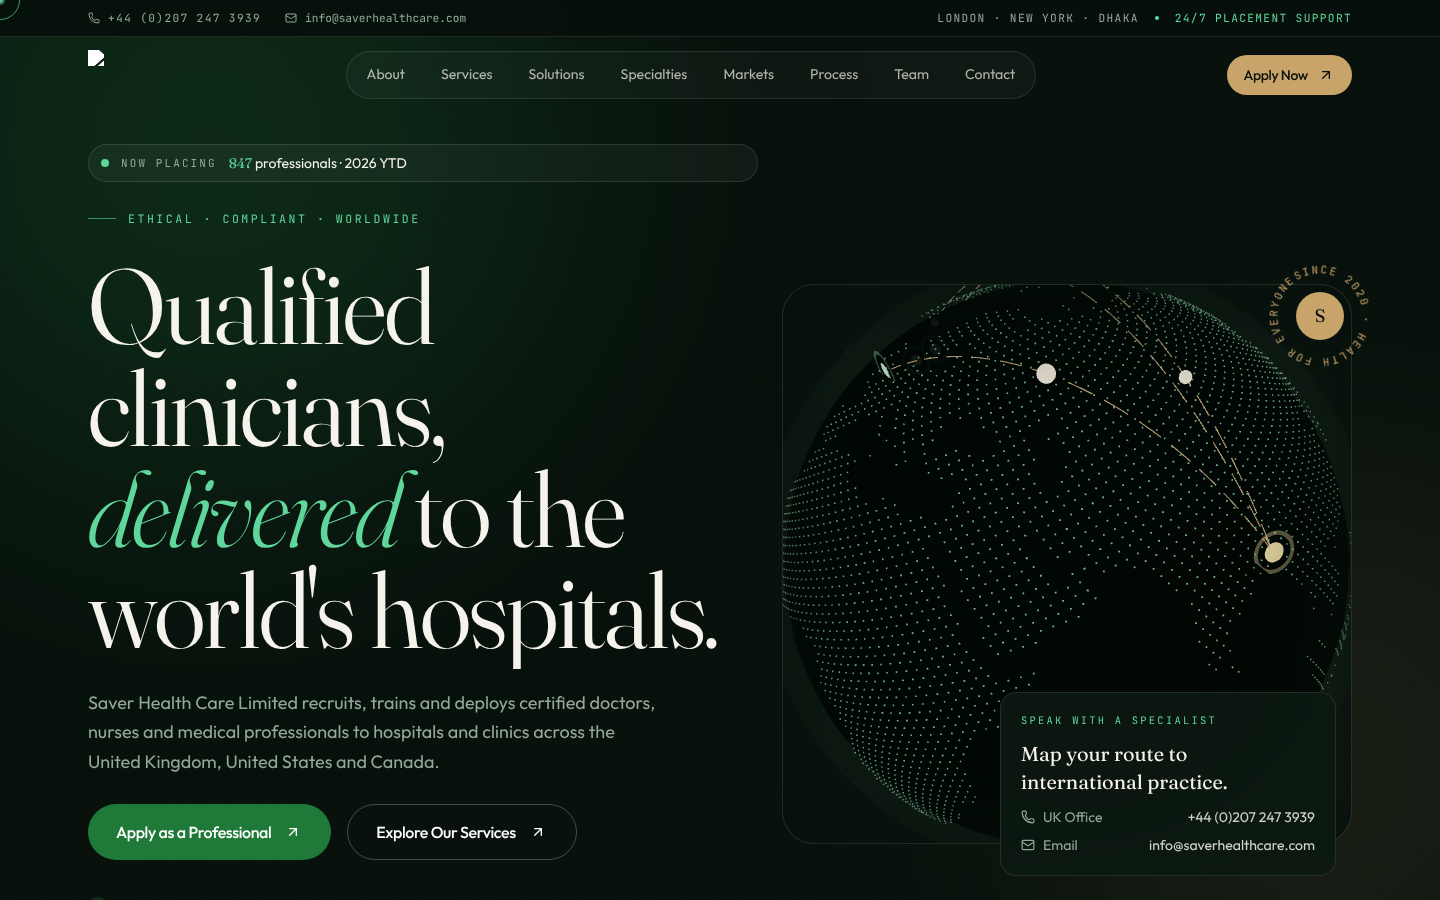 +44 (0)207 247 3939
info@saverhealthcare.com
LONDON · NEW YORK · DHAKA • 24/7 PLACEMENT SUPPORT
About
Services
Solutions
Specialties
Markets
Process
Team
Contact
Apply Now
NOW PLACING 847 professionals · 2026 YTD
ETHICAL · COMPLIANT · WORLDWIDE
Qualified
clinicians,
delivered to the
world's hospitals.
Saver Health Care Limited recruits, trains and deploys certified doctors,
nurses and medical professionals to hospitals and clinics across the
United Kingdom, United States and Canada.
Apply as a Professional
Explore Our Services
SINCE 2020 · HEALTH FOR EVERYONE
S
SPEAK WITH A SPECIALIST
Map your route to
international practice.
UK Office +44 (0)207 247 3939
Email info@saverhealthcare.com